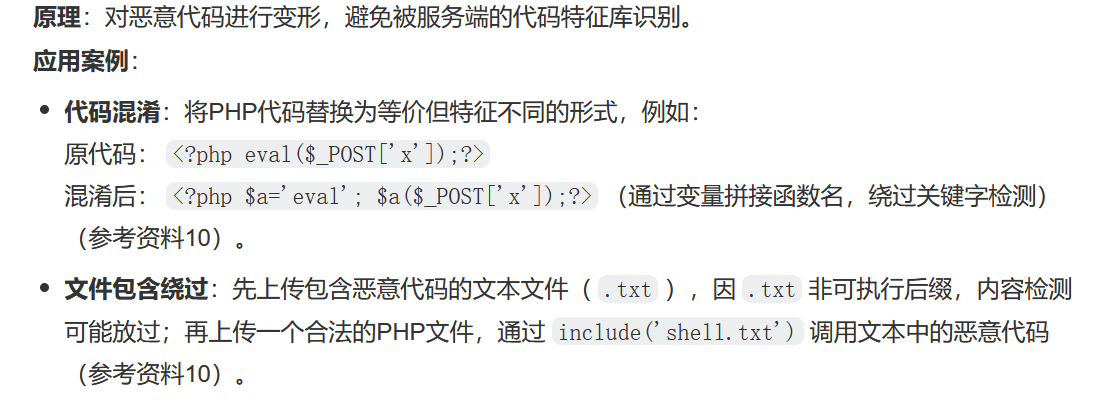 原理：对恶意代码进行变形，避免被服务端的代码特征库识别。
应用案例：
• 代码混淆：将PHP代码替换为等价但特征不同的形式，例如：
原代码： <?php eval($_POST['x']);?>
混淆后： <?php $a='eval'; $a($_POST['x']);?> （通过变量拼接函数名，绕过关键字检测）
（参考资料10）。
• 文件包含绕过：先上传包含恶意代码的文本文件（ .txt ），因 .txt 非可执行后缀，内容检测
可能放过；再上传一个合法的PHP文件，通过 include('shell.txt') 调用文本中的恶意代码
（参考资料10）。